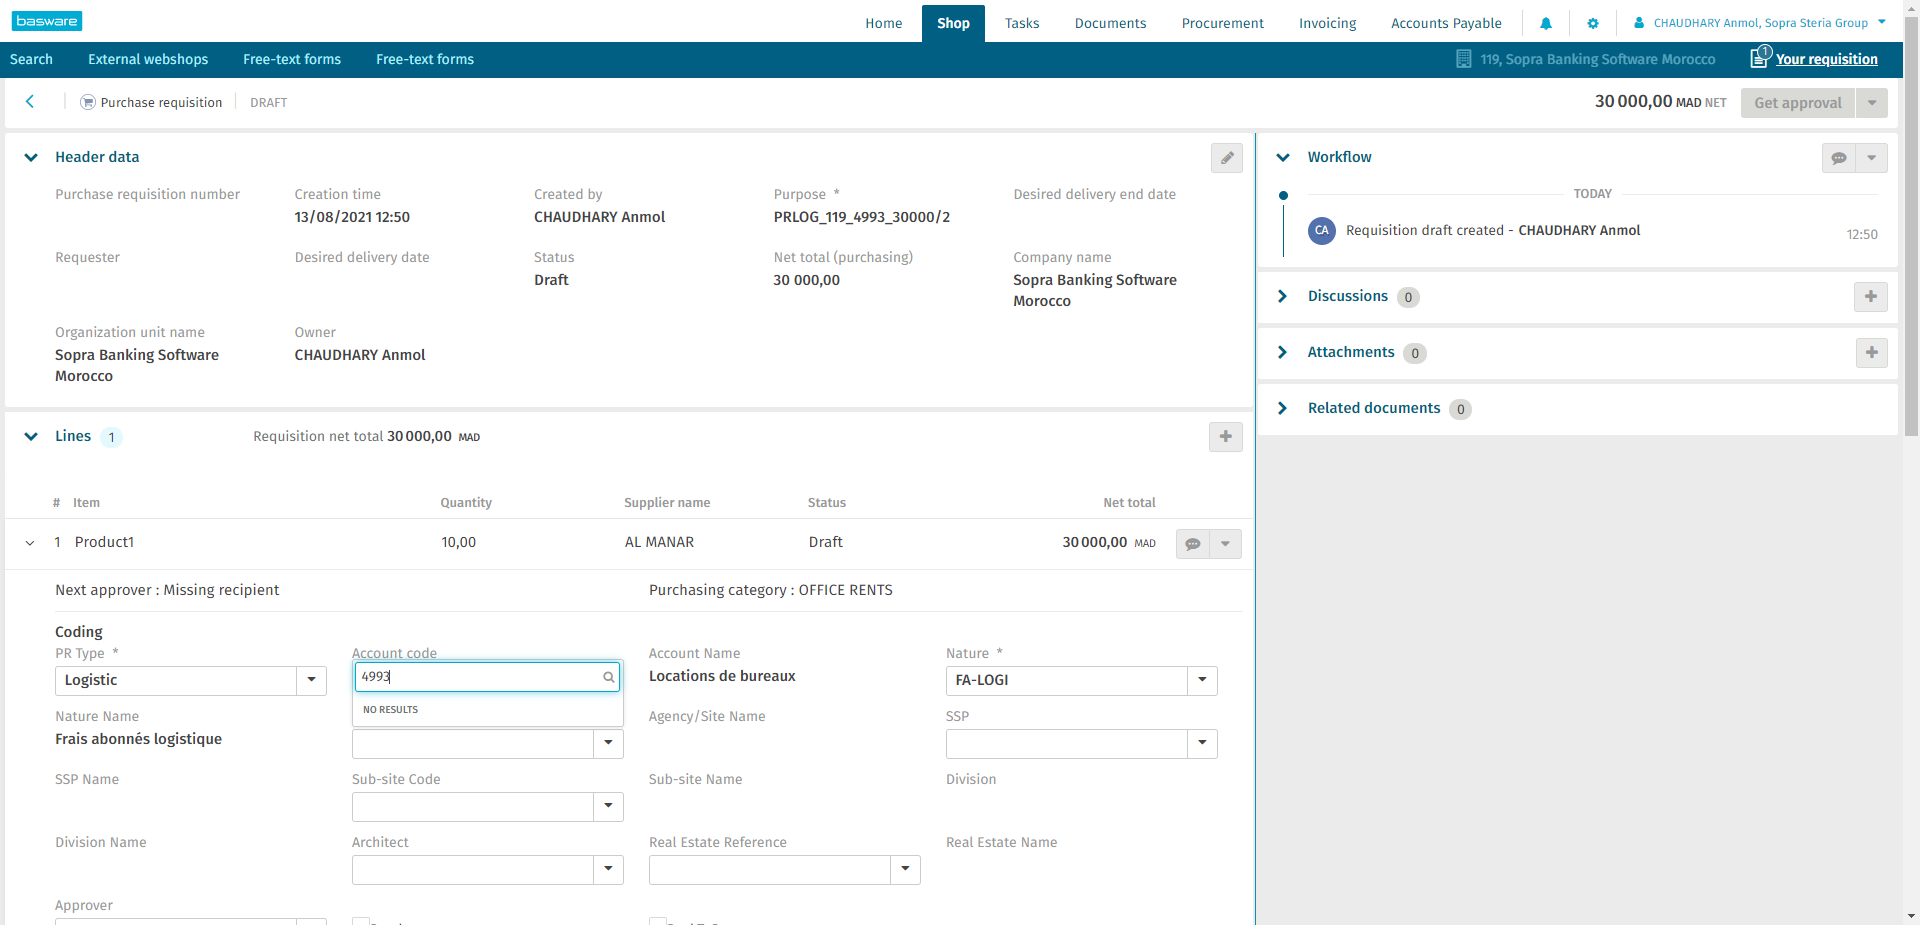 basware
Home
Shop
Tasks
Documents
Procurement
Invoicing
Accounts Payable
CHAUDHARY Anmol, Sopra Steria Group
Search
External webshops
Free-text forms
Free-text forms
119, Sopra Banking Software Morocco
1
Your requisition
Purchase requisition
DRAFT
30 000,00 MAD NET
Get approval
Header data
Purchase requisition number
Creation time
13/08/2021 12:50
Created by
CHAUDHARY Anmol
Purpose *
PRLOG_119_4993_30000/2
Desired delivery end date
Requester
Desired delivery date
Status
Draft
Net total (purchasing)
30 000,00
Company name
Sopra Banking Software
Morocco
Organization unit name
Sopra Banking Software
Morocco
Owner
CHAUDHARY Anmol
Lines 1
Requisition net total 30 000,00 MAD
# Item Quantity Supplier name Status Net total
1 Product1 10,00 AL MANAR Draft 30 000,00 MAD
Next approver : Missing recipient
Purchasing category : OFFICE RENTS
Coding
PR Type *
Logistic
Account code
4993
NO RESULTS
Account Name
Locations de bureaux
Nature *
FA-LOGI
Nature Name
Frais abonnés logistique
Agency/Site Name
SSP
SSP Name
Sub-site Code
Sub-site Name
Division
Division Name
Architect
Real Estate Reference
Real Estate Name
Approver
Workflow
TODAY
CA
Requisition draft created - CHAUDHARY Anmol
12:50
Discussions 0
Attachments 0
Related documents 0